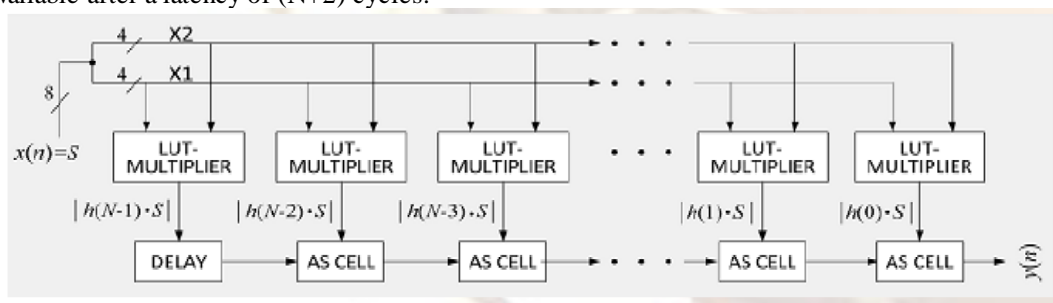 available after a latency of (N+2) cycles.
4 X2
4 X1
8
x(n)=S
LUT-
MULTIPLIER
LUT-
MULTIPLIER
LUT-
MULTIPLIER
LUT-
MULTIPLIER
LUT-
MULTIPLIER
|h(N-1)·S|
|h(N-2)·S|
|h(N-3)·S|
|h(1)·S|
|h(0)·S|
DELAY
AS CELL
AS CELL
AS CELL
AS CELL
y(n)